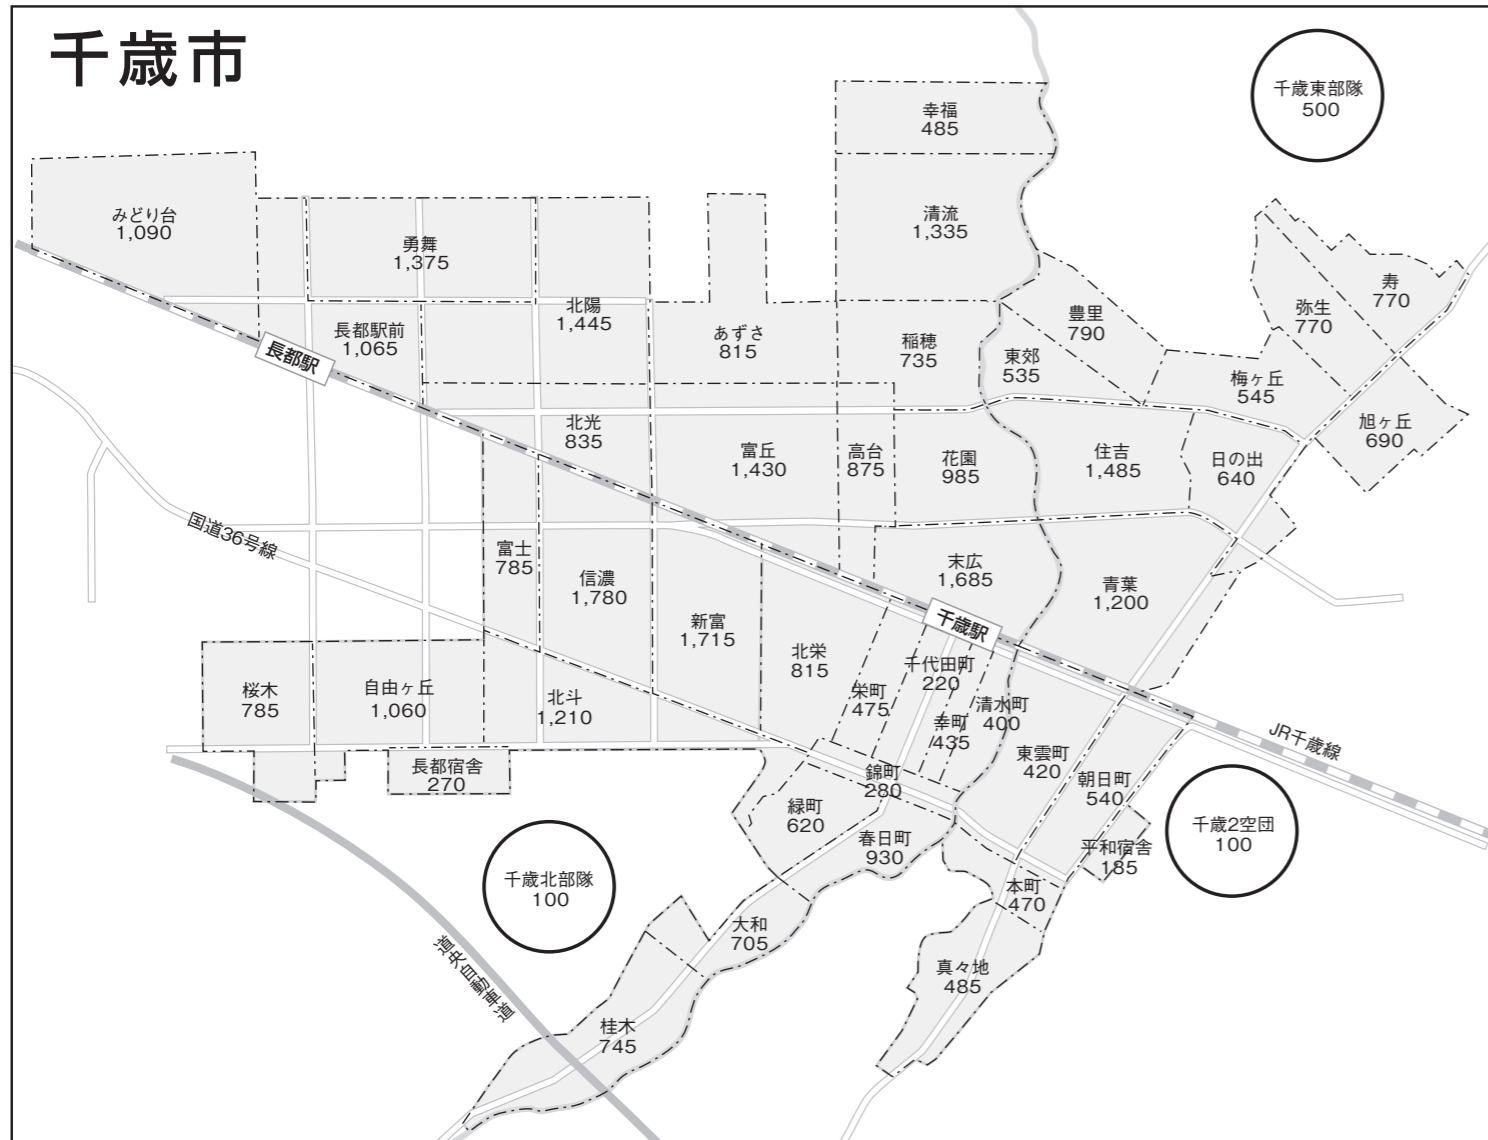 千歳市
千歳東部隊
500
幸福
485
みどり台
1,090
勇舞
1,375
清流
1,335
寿
770
弥生
770
北陽
1,445
長都駅前
1,065
あずさ
815
稲穂
735
豊里
790
東郊
535
梅ヶ丘
545
旭ヶ丘
690
長都駅
北光
835
富丘
1,430
高台
875
花園
985
住吉
1,485
日の出
640
国道36号線
富士
785
信濃
1,780
末広
1,685
青葉
1,200
新富
1,715
北栄
815
千歳駅
桜木
785
自由ヶ丘
1,060
北斗
1,210
栄町
475
千代田町
220
幸町
435
清水町
400
東雲町
420
JR千歳線
長都宿舎
270
錦町
280
朝日町
540
緑町
620
春日町
930
平和宿舎
185
千歳2空団
100
千歳北部隊
100
本町
470
大和
705
真々地
485
道央自動車道
桂木
745